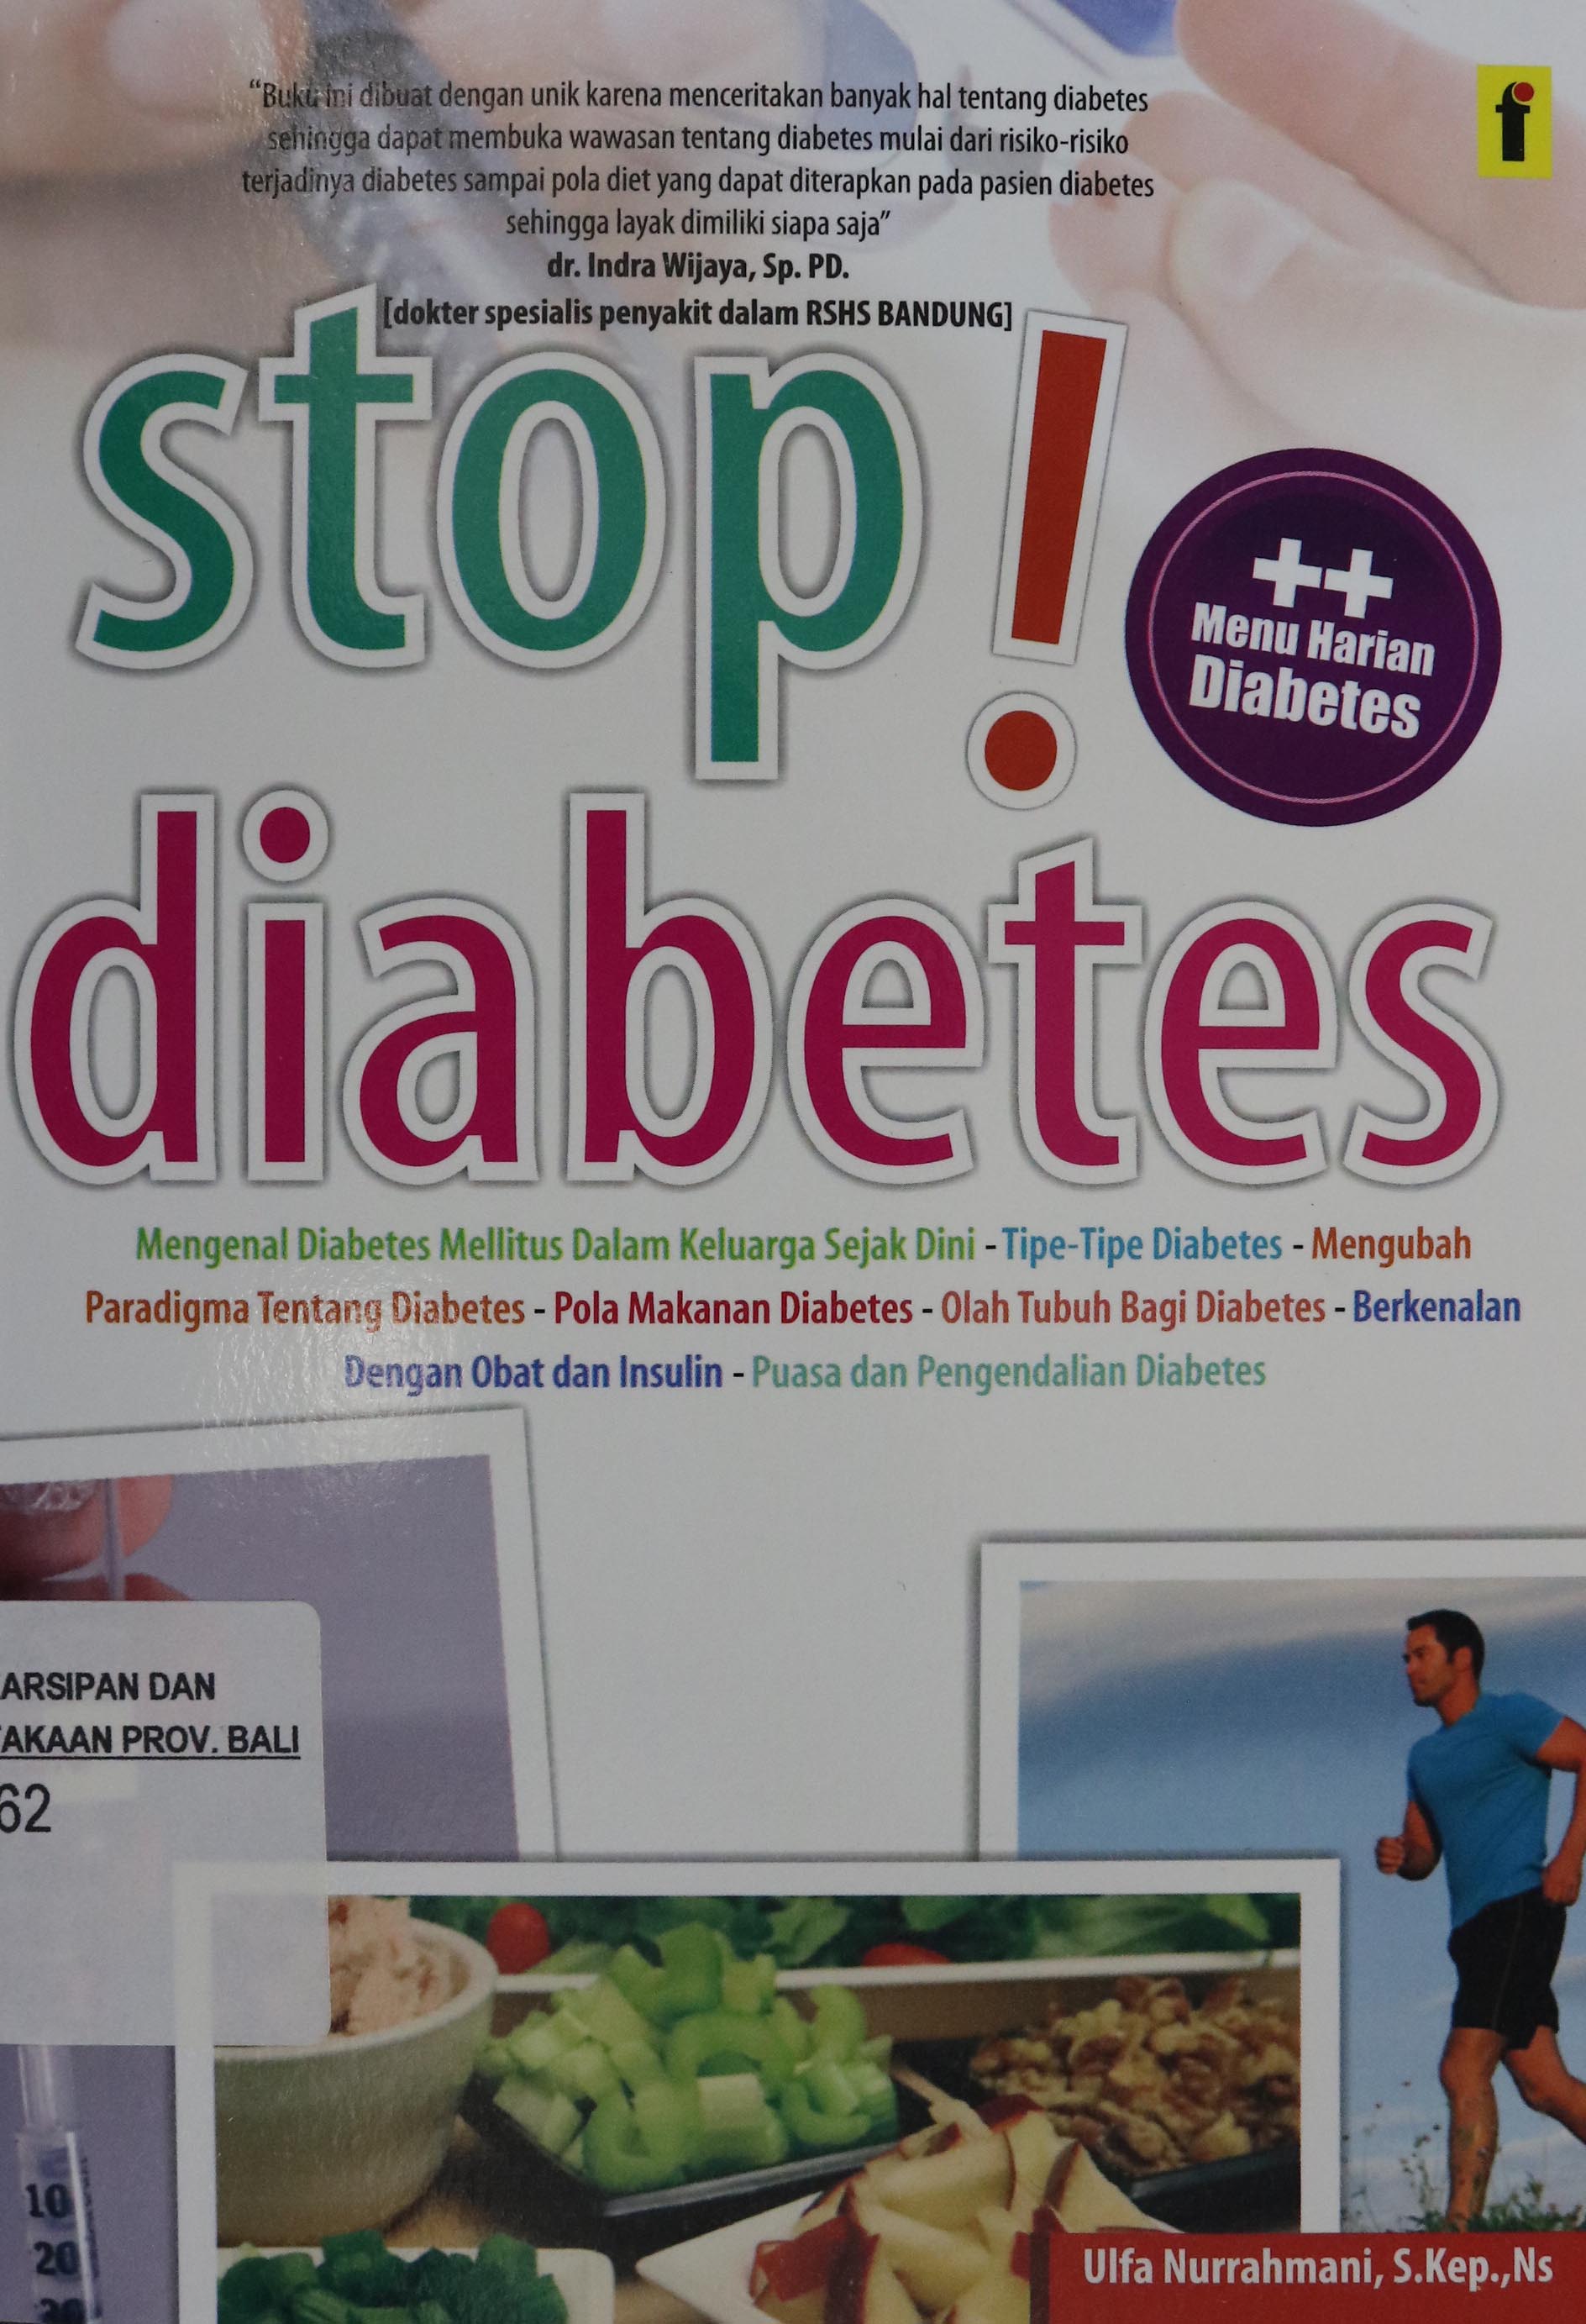 “Buku ini dibuat dengan unik karena menceritakan banyak hal tentang diabetes
sehingga dapat membuka wawasan tentang diabetes mulai dari risiko-risiko
terjadinya diabetes sampai pola diet yang dapat diterapkan pada pasien diabetes
sehingga layak dimiliki siapa saja”
dr. Indra Wijaya, Sp. PD.
[dokter spesialis penyakit dalam RSHS BANDUNG]
f
stop!
++
Menu Harian
Diabetes
diabetes
Mengenal Diabetes Mellitus Dalam Keluarga Sejak Dini - Tipe-Tipe Diabetes - Mengubah
Paradigma Tentang Diabetes - Pola Makanan Diabetes - Olah Tubuh Bagi Diabetes - Berkenalan
Dengan Obat dan Insulin - Puasa dan Pengendalian Diabetes
ARSIPAN DAN
TAKAAN PROV. BALI
62
10
20
30
Ulfa Nurrahmani, S.Kep.,Ns